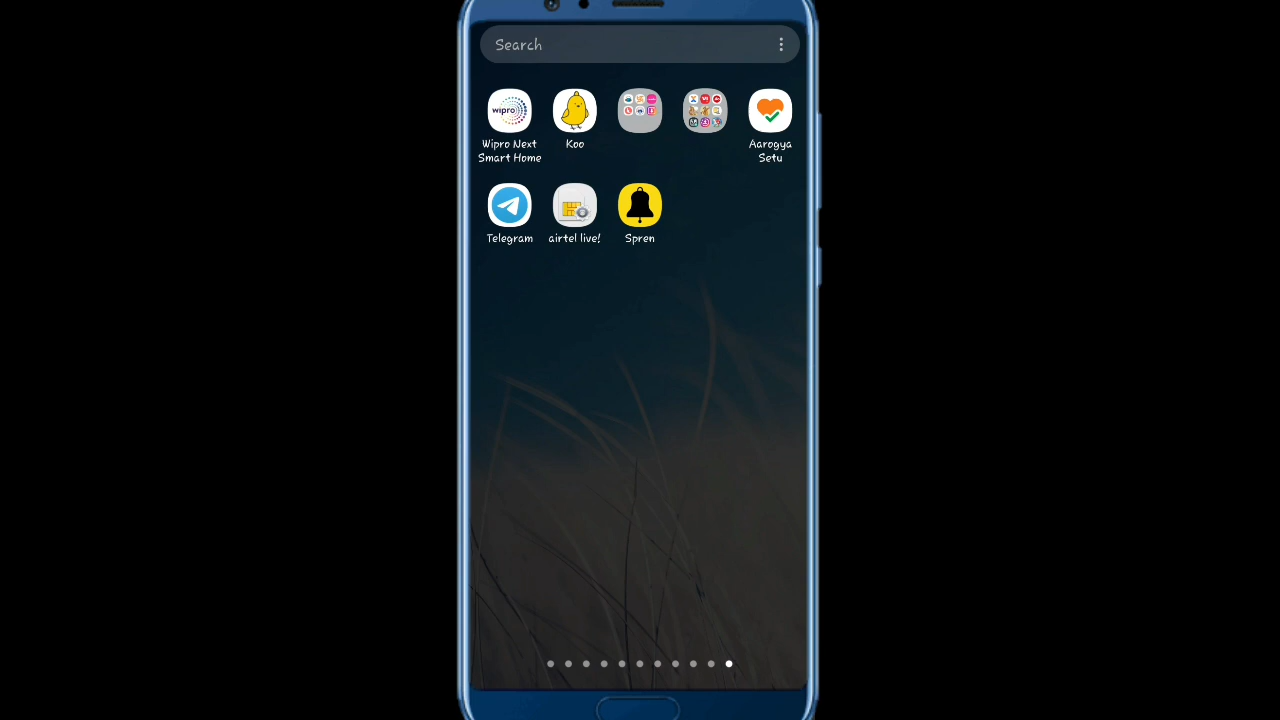 Search
wipro
Wipro Next
Smart Home
Koo
Aarogya
Setu
Telegram
airtel live!
Spren